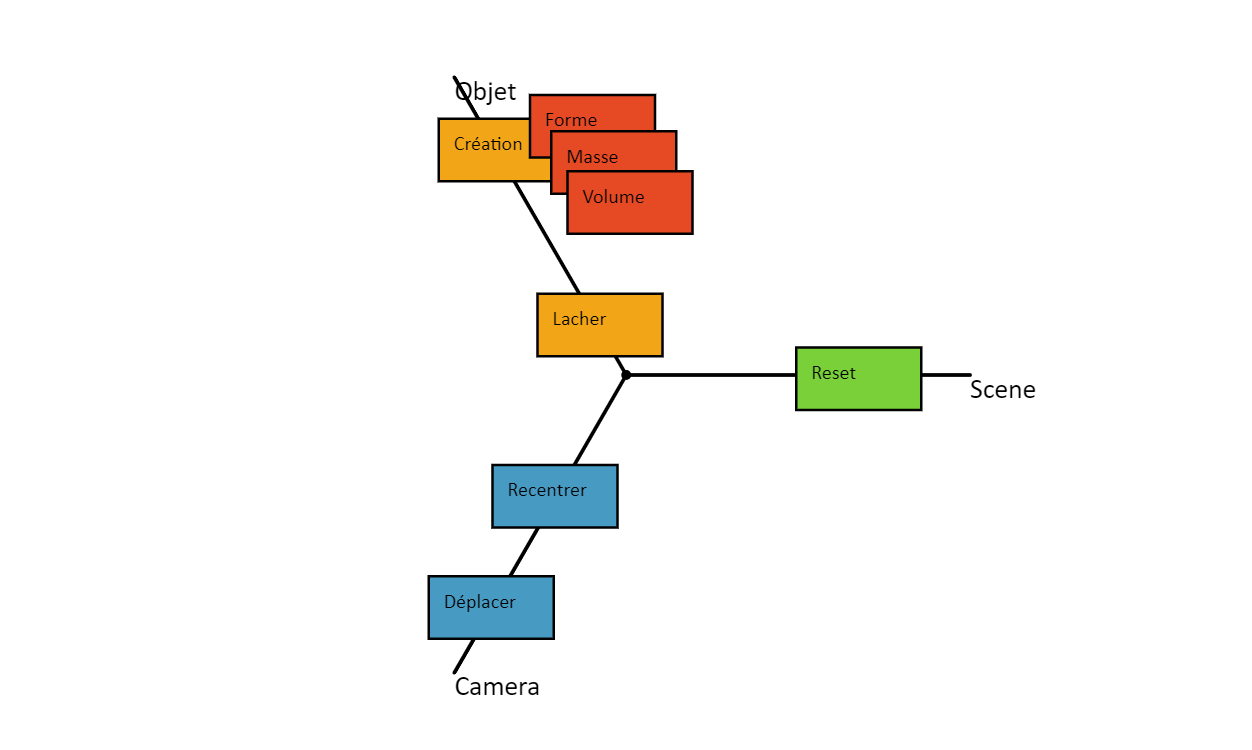 Objet
Forme
Création
Masse
Volume
Lacher
Reset
Scene
Recentrer
Déplacer
Camera